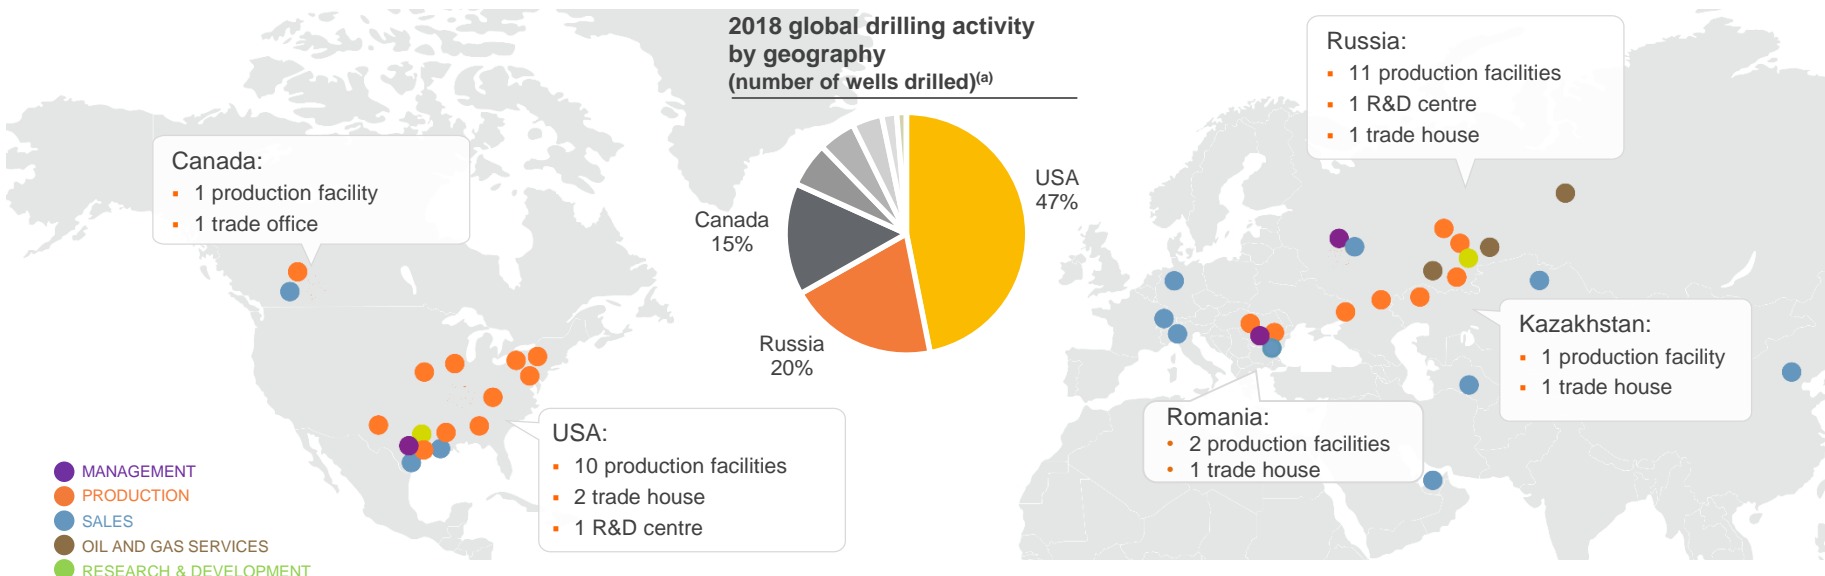 2018 global drilling activity
by geography
(number of wells drilled)(a)
USA
47%
Canada
15%
Russia
20%
Canada:
▪ 1 production facility
▪ 1 trade office
USA:
▪ 10 production facilities
▪ 2 trade house
▪ 1 R&D centre
Russia:
▪ 11 production facilities
▪ 1 R&D centre
▪ 1 trade house
Kazakhstan:
▪ 1 production facility
▪ 1 trade house
Romania:
• 2 production facilities
• 1 trade house
MANAGEMENT
PRODUCTION
SALES
OIL AND GAS SERVICES
RESEARCH & DEVELOPMENT